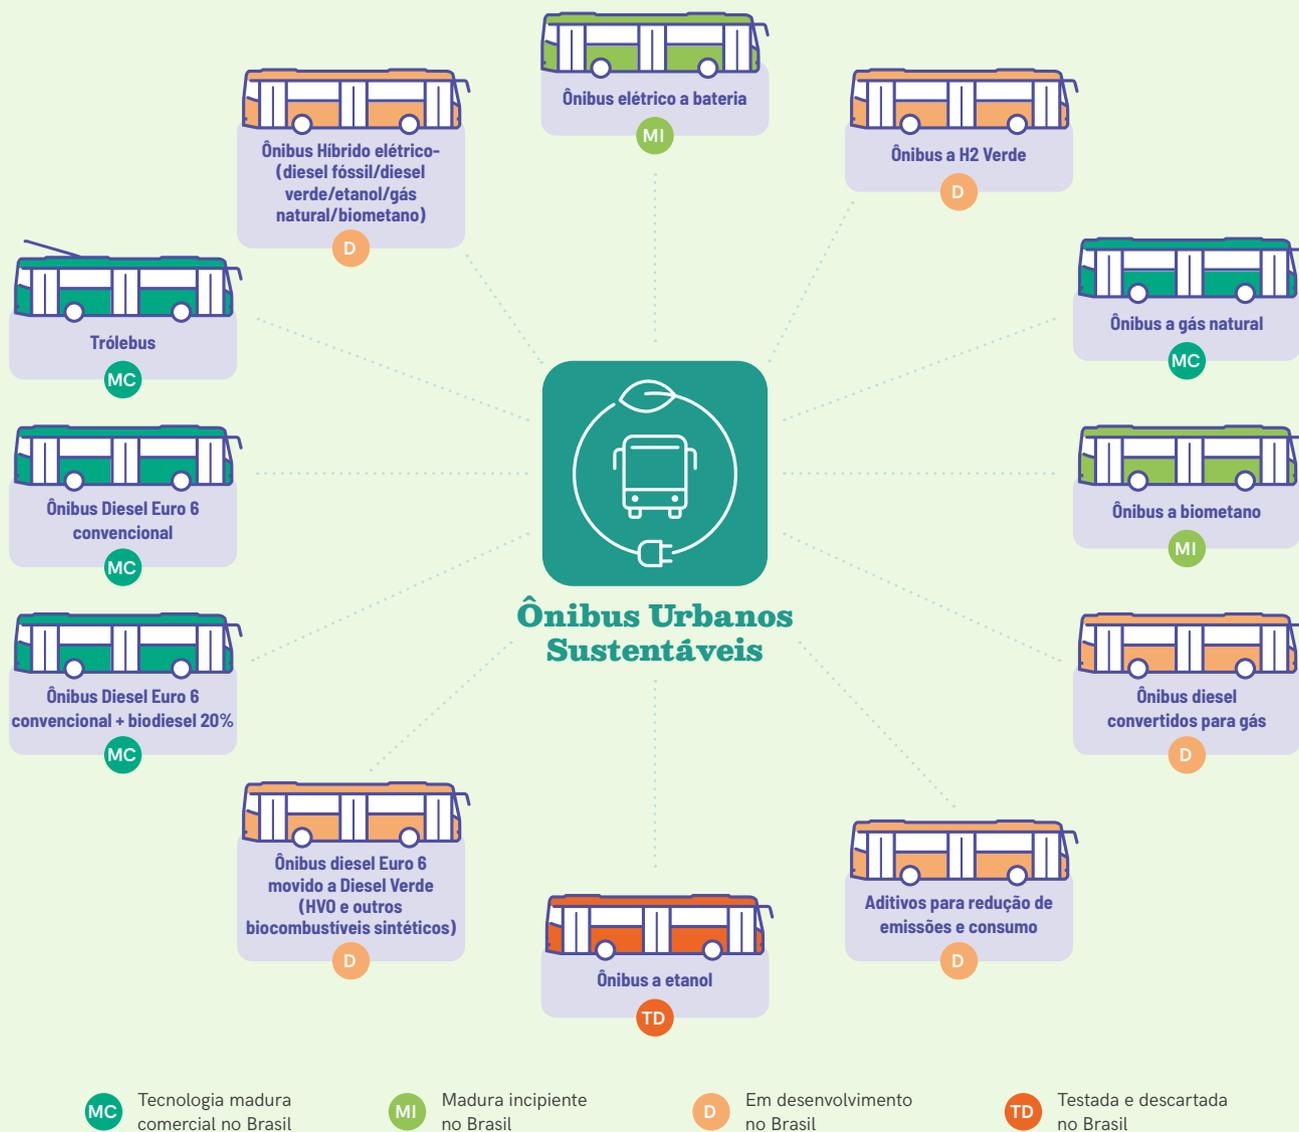 Ônibus elétrico a bateria
MI
Ônibus Híbrido elétrico-
(diesel fóssil/diesel
verde/etanol/gás
natural/biometano)
D
Ônibus a H2 Verde
D
Trólebus
MC
Ônibus a gás natural
MC
Ônibus Diesel Euro 6
convencional
MC
Ônibus a biometano
MI
Ônibus Urbanos
Sustentáveis
Ônibus Diesel Euro 6
convencional + biodiesel 20%
MC
Ônibus diesel
convertidos para gás
D
Ônibus diesel Euro 6
movido a Diesel Verde
(HVO e outros
biocombustíveis sintéticos)
D
Ônibus a etanol
TD
Aditivos para redução de
emissões e consumo
D
MC
Tecnologia madura
comercial no Brasil
MI
Madura incipiente
no Brasil
D
Em desenvolvimento
no Brasil
TD
Testada e descartada
no Brasil